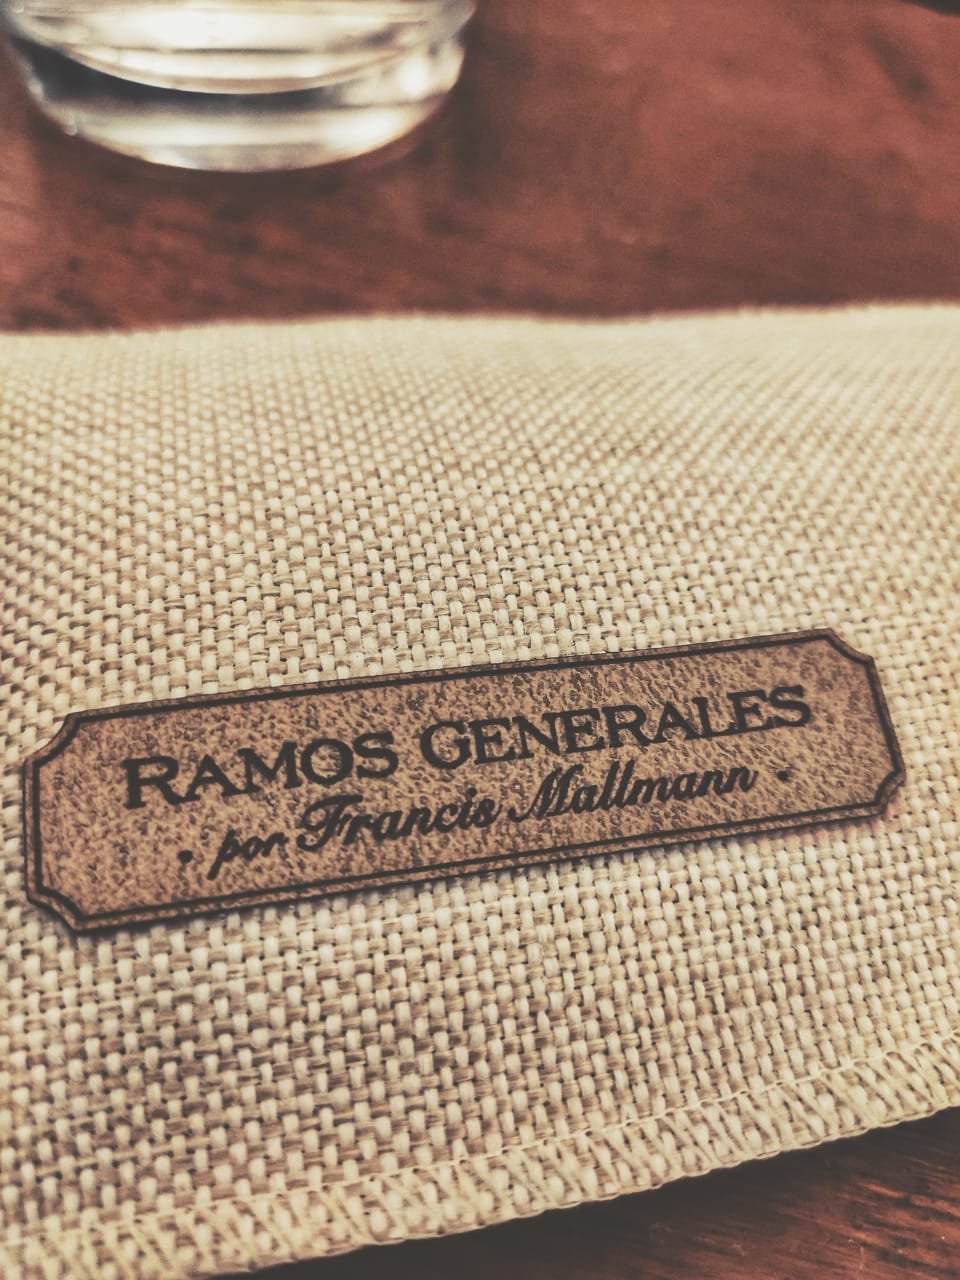 RAMOS GENERALES
· por Francis Mallmann ·